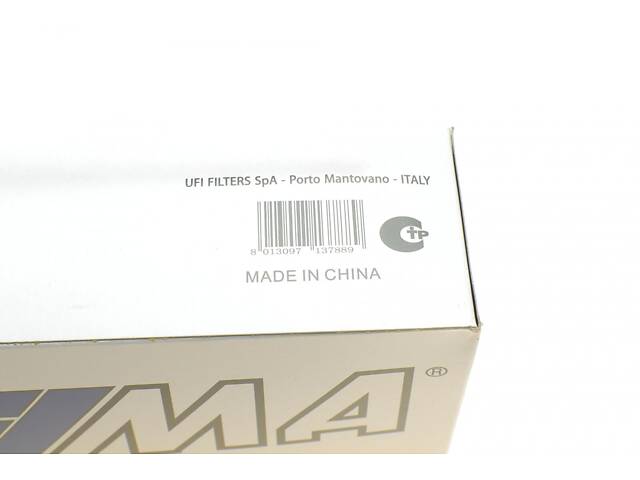 UFI FILTERS SpA - Porto Mantovano - ITALY
8 013097 137889
MADE IN CHINA
MA®